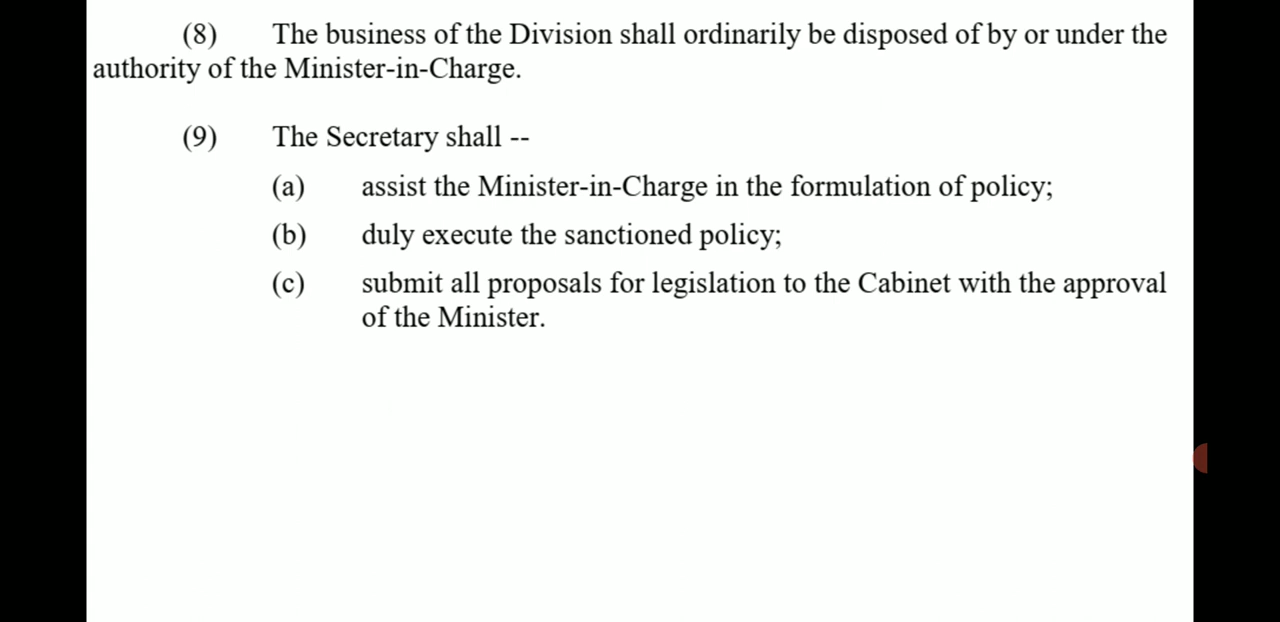 (8) The business of the Division shall ordinarily be disposed of by or under the
authority of the Minister-in-Charge.
(9) The Secretary shall --
(a) assist the Minister-in-Charge in the formulation of policy;
(b) duly execute the sanctioned policy;
(c) submit all proposals for legislation to the Cabinet with the approval
of the Minister.